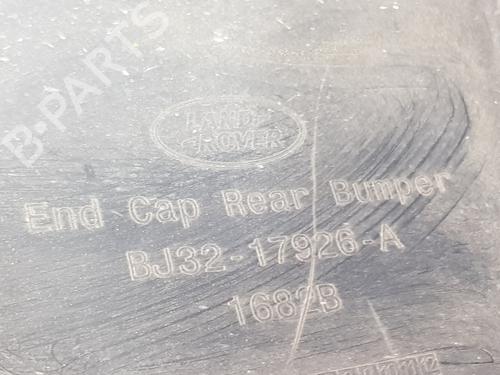 B-PARTS
LAND-
-ROVER
End Cap Rear Bumper
BJ32-17926-A
1682B